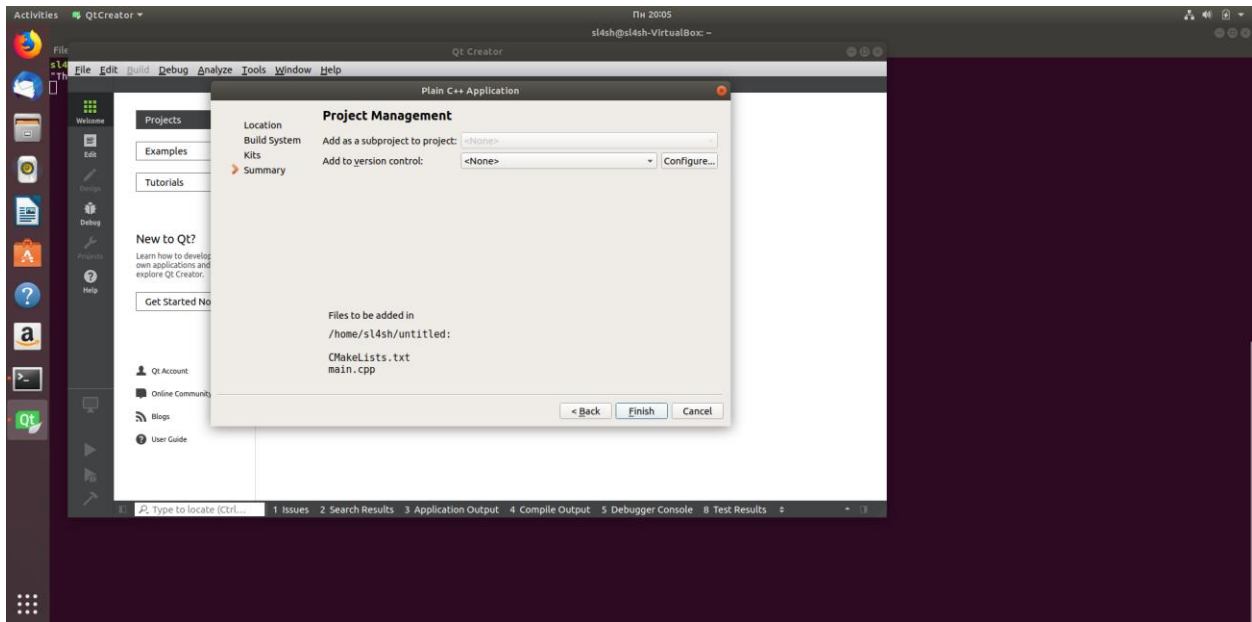 Activities QtCreator Пн 20:05
sl4sh@sl4sh-VirtualBox: ~
File
Qt Creator
sl4
"Th
File Edit Build Debug Analyze Tools Window Help
Plain C++ Application
Welcome
Edit
Design
Debug
Projects
Help
Projects
Examples
Tutorials
New to Qt?
Learn how to develop
own applications and
explore Qt Creator.
Get Started No
Qt Account
Online Community
Blogs
User Guide
Location
Build System
Kits
Summary
Project Management
Add as a subproject to project: <None>
Add to version control: <None> Configure...
Files to be added in
/home/sl4sh/untitled:
CMakeLists.txt
main.cpp
< Back Finish Cancel
Type to locate (Ctrl... 1 Issues 2 Search Results 3 Application Output 4 Compile Output 5 Debugger Console 8 Test Results